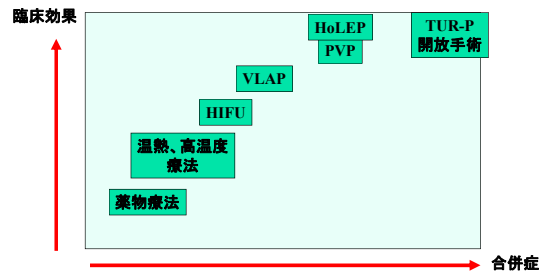 臨床効果
HoLEP
TUR-P
開放手術
PVP
VLAP
HIFU
温熱、高温度
療法
薬物療法
合併症